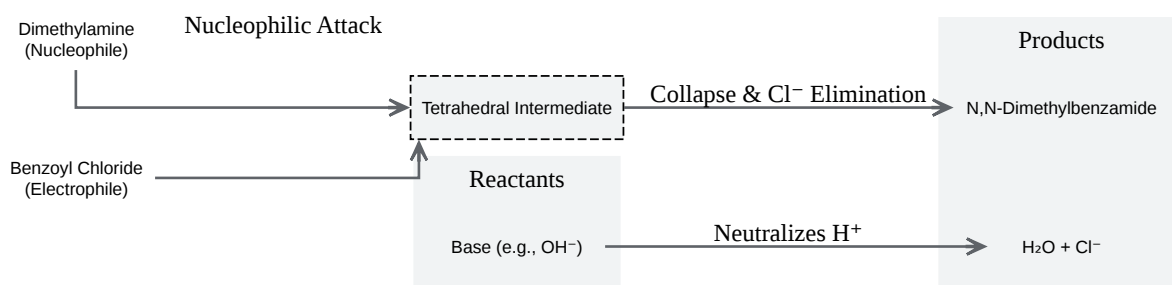 Dimethylamine
(Nucleophile)
Nucleophilic Attack
Products
Tetrahedral Intermediate
Collapse & Cl⁻ Elimination
N,N-Dimethylbenzamide
Benzoyl Chloride
(Electrophile)
Reactants
Base (e.g., OH⁻)
Neutralizes H⁺
H₂O + Cl⁻